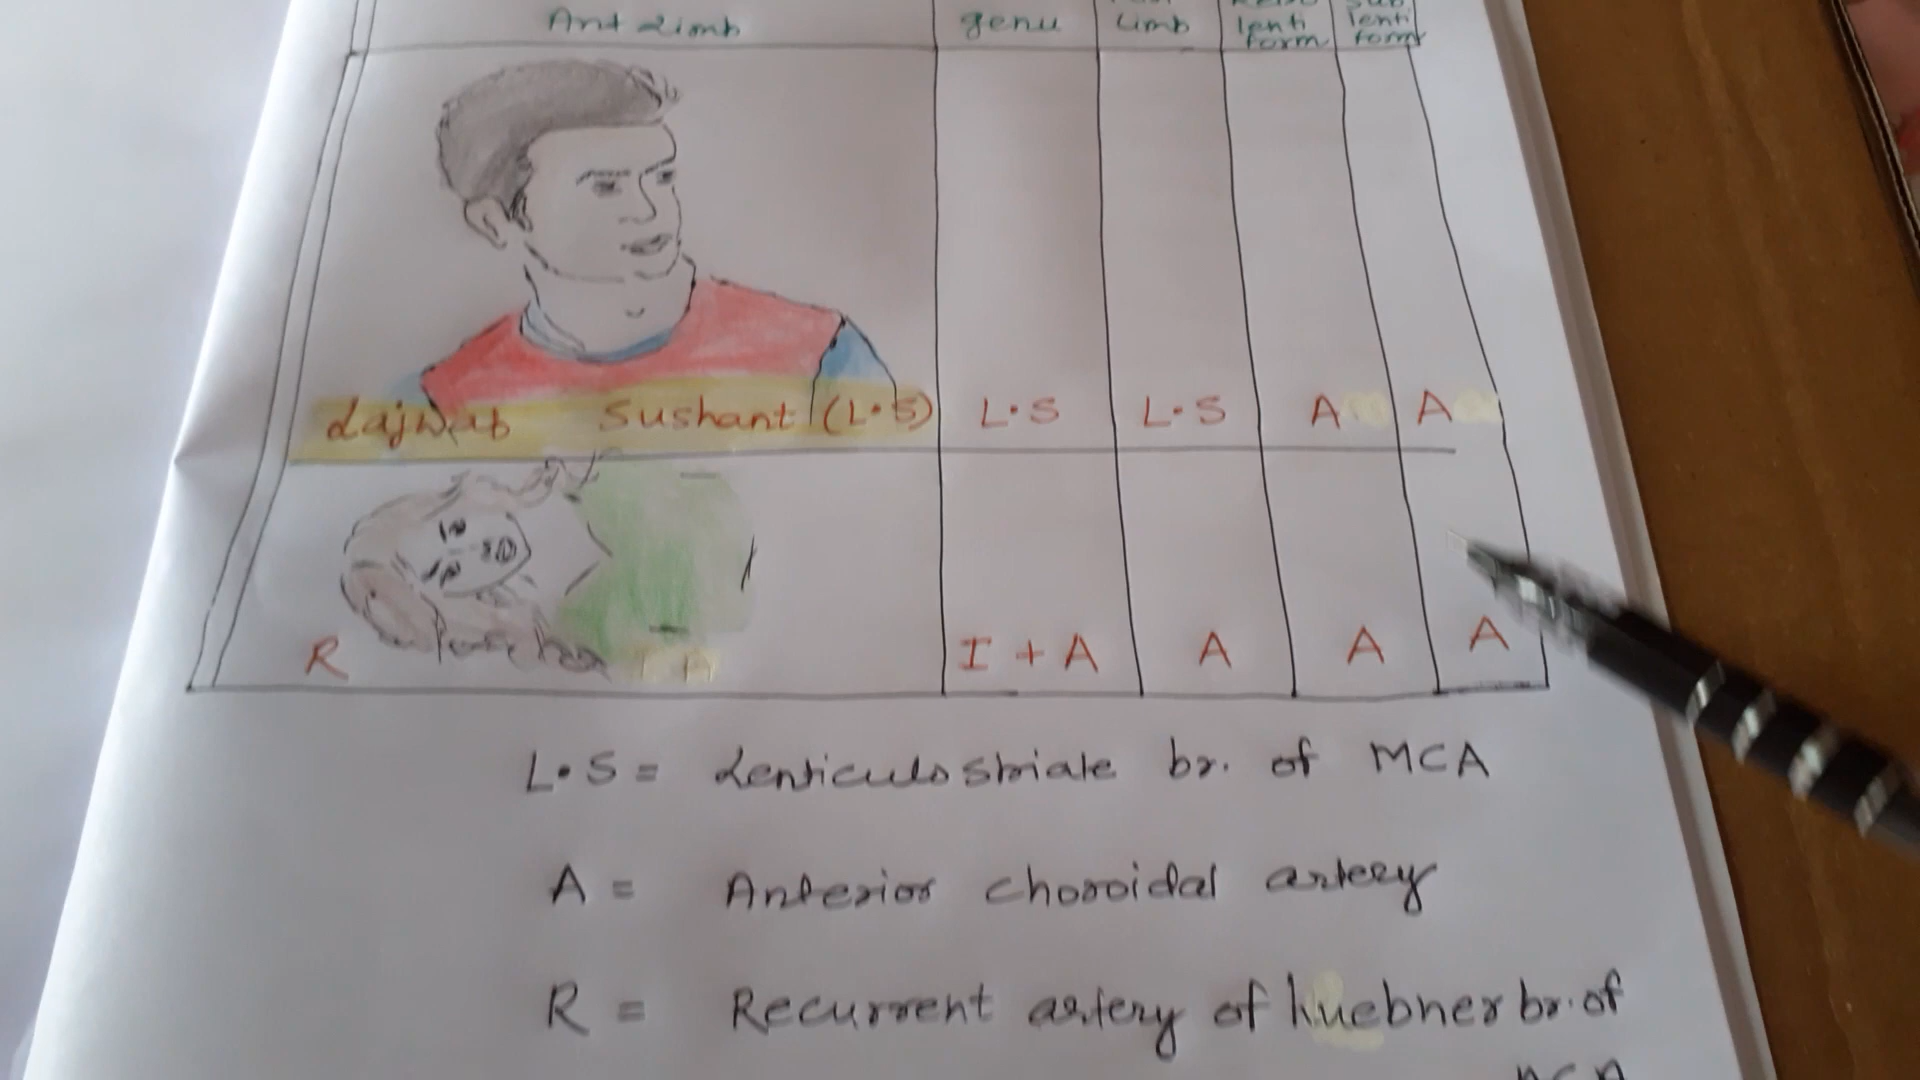 Ant Limb genu Limb lenti form lenti form
Lajwab Sushant (L.S) L.S L.S A A
R I + A A A A
L.S = Lenticulostriate br. of MCA
A = Anterior choroidal artery
R = Recurrent artery of huebner br. of